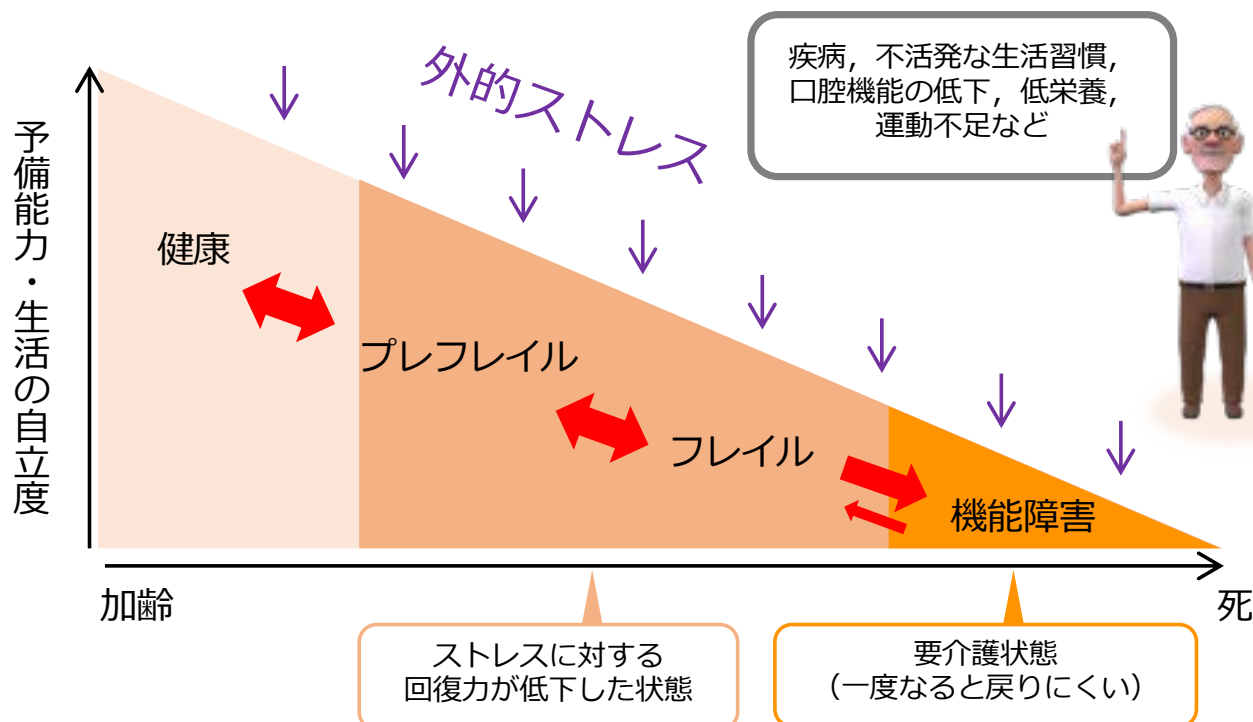 疾病，不活発な生活習慣，
口腔機能の低下，低栄養，
運動不足など
外的ストレス
予備能力・生活の自立度
健康
プレフレイル
フレイル
機能障害
加齢
死
ストレスに対する
回復力が低下した状態
要介護状態
（一度なると戻りにくい）